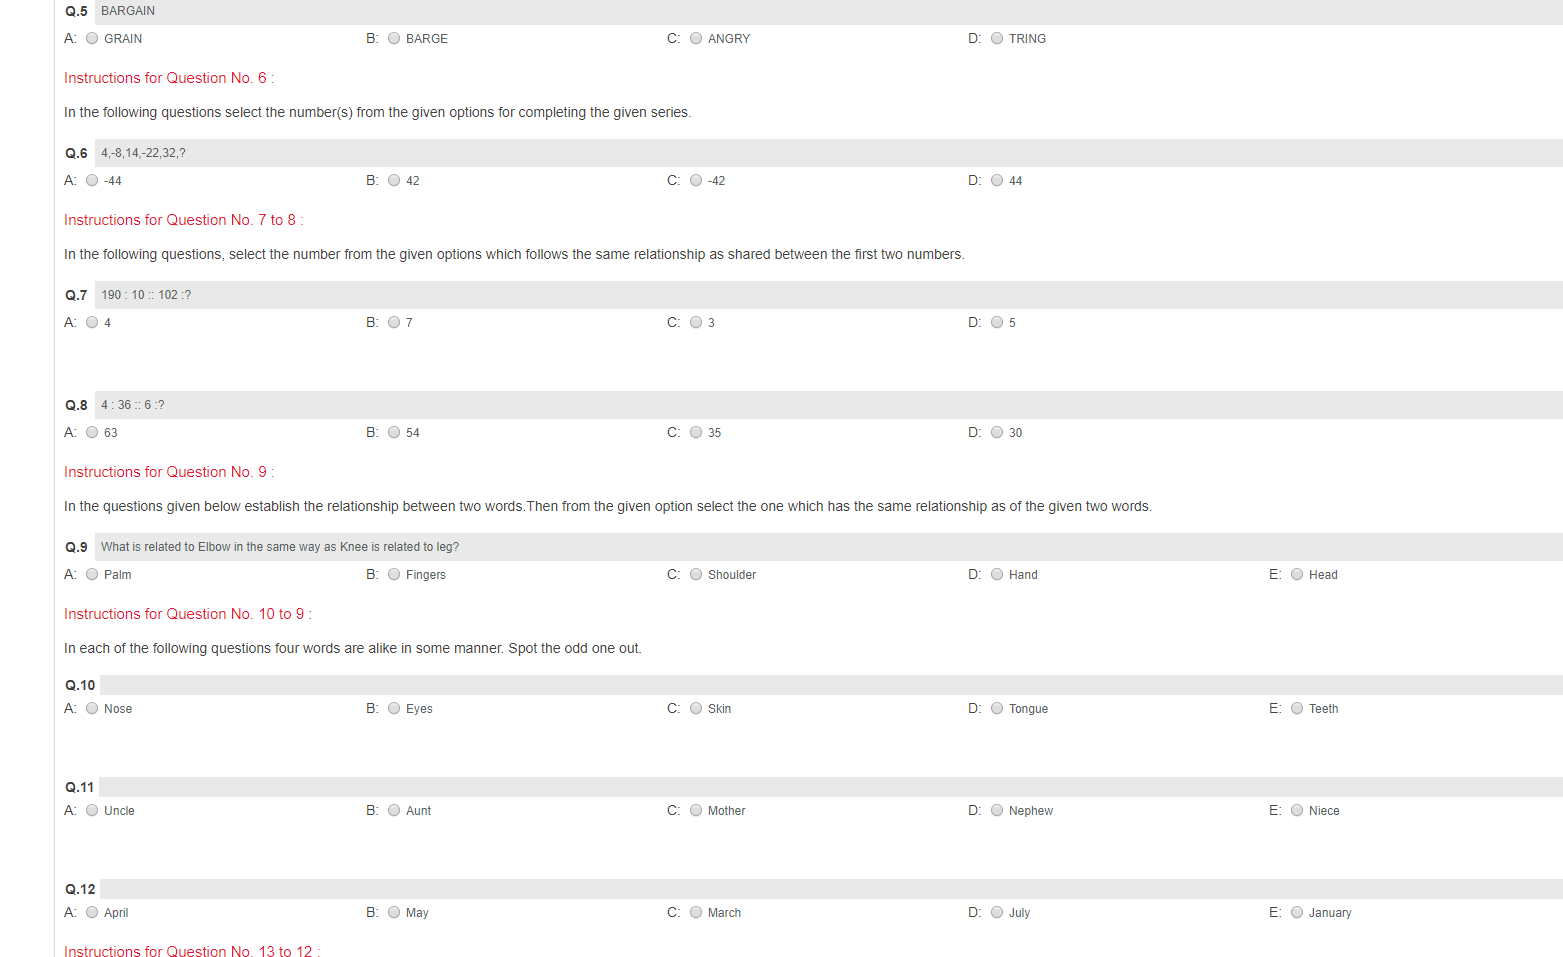 Q.5 BARGAIN
A: GRAIN B: BARGE C: ANGRY D: TRING
Instructions for Question No. 6 :
In the following questions select the number(s) from the given options for completing the given series.
Q.6 4,-8,14,-22,32,?
A: -44 B: 42 C: -42 D: 44
Instructions for Question No. 7 to 8 :
In the following questions, select the number from the given options which follows the same relationship as shared between the first two numbers.
Q.7 190 : 10 :: 102 :?
A: 4 B: 7 C: 3 D: 5
Q.8 4 : 36 :: 6 :?
A: 63 B: 54 C: 35 D: 30
Instructions for Question No. 9 :
In the questions given below establish the relationship between two words.Then from the given option select the one which has the same relationship as of the given two words.
Q.9 What is related to Elbow in the same way as Knee is related to leg?
A: Palm B: Fingers C: Shoulder D: Hand E: Head
Instructions for Question No. 10 to 9 :
In each of the following questions four words are alike in some manner. Spot the odd one out.
Q.10
A: Nose B: Eyes C: Skin D: Tongue E: Teeth
Q.11
A: Uncle B: Aunt C: Mother D: Nephew E: Niece
Q.12
A: April B: May C: March D: July E: January
Instructions for Question No. 13 to 12 :